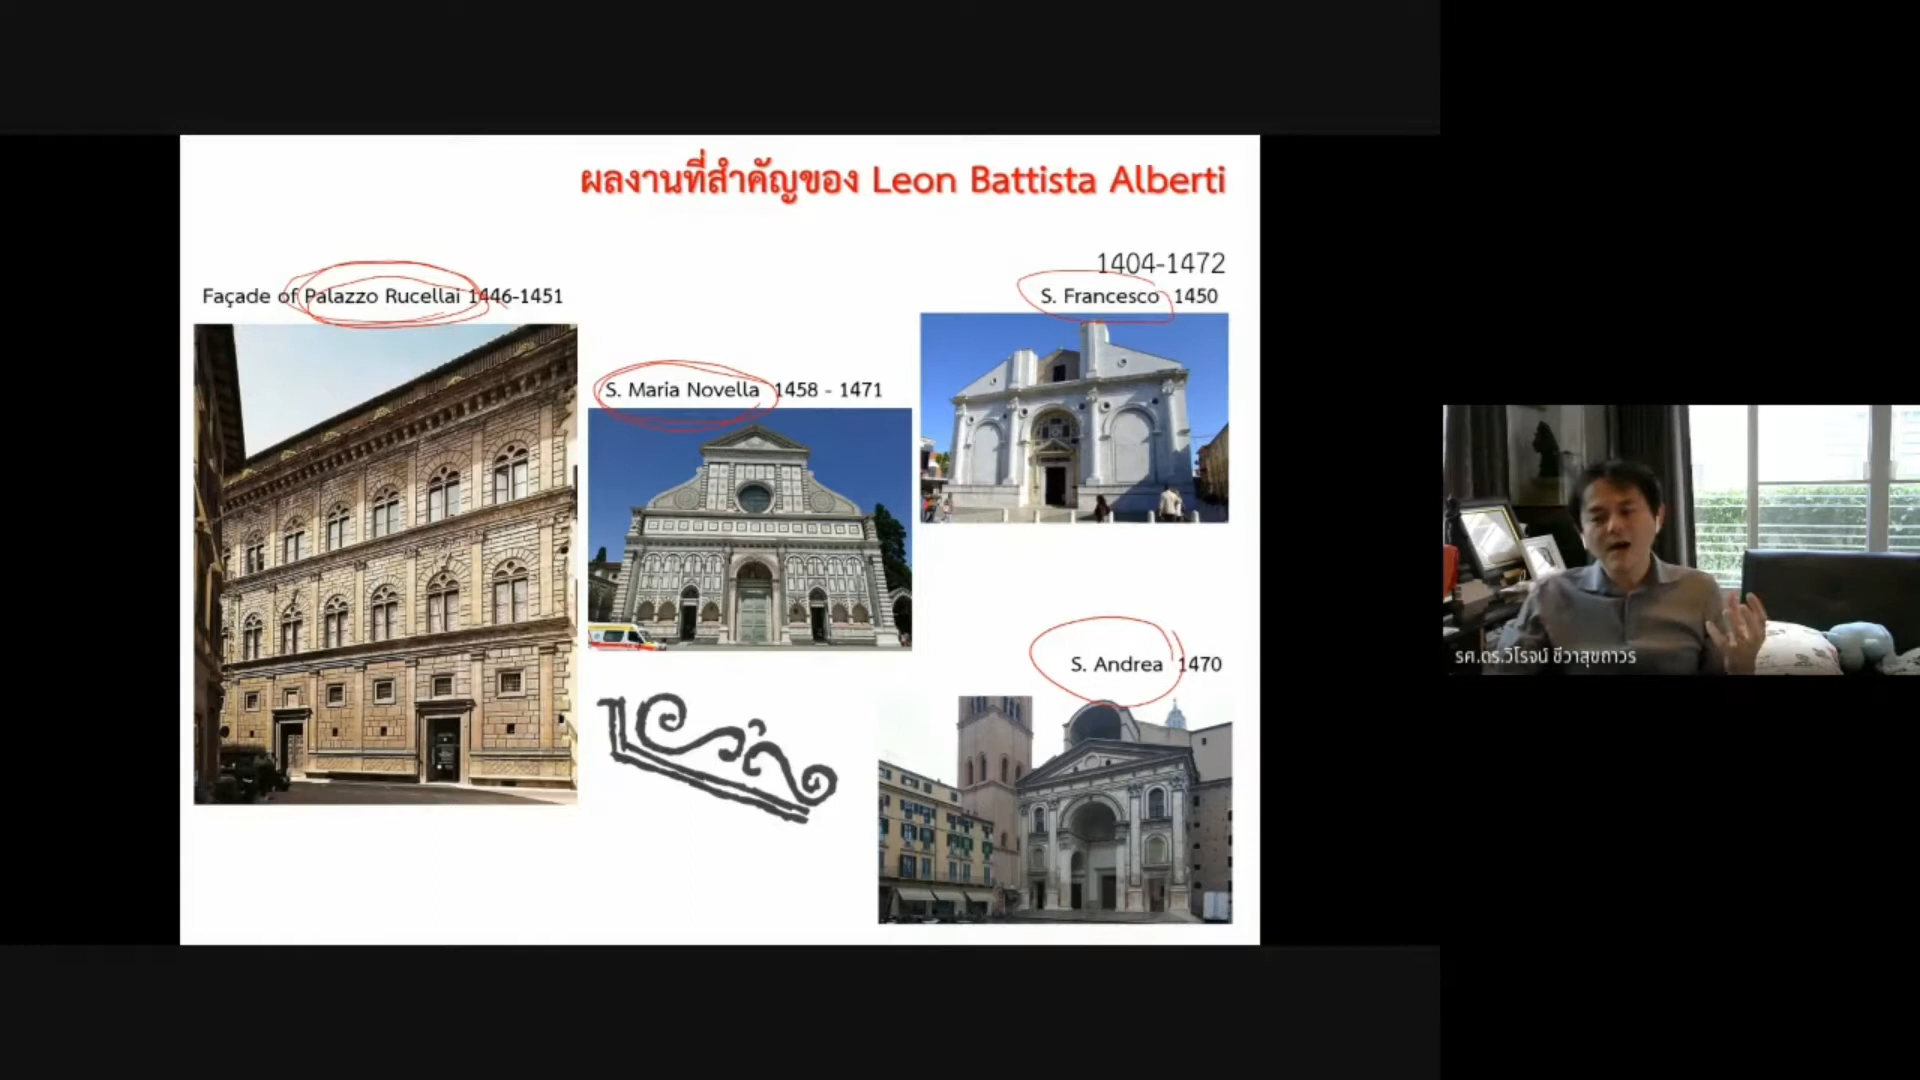 ผลงานที่สำคัญของ Leon Battista Alberti
1404-1472
Façade of Palazzo Rucellai 1446-1451
S. Francesco 1450
S. Maria Novella 1458 - 1471
S. Andrea 1470
รศ.ดร.วิโรจน์ ชีวาสุขถาวร